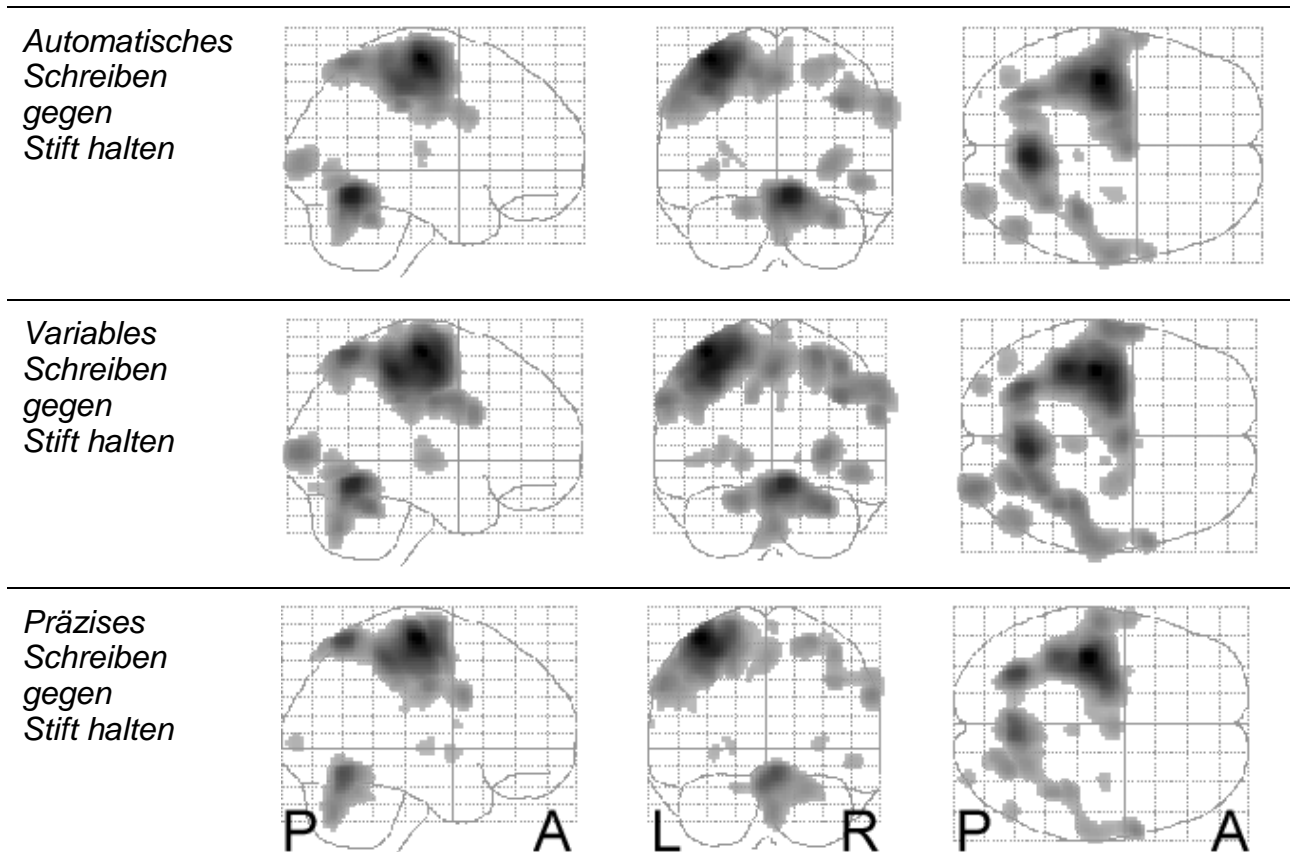 Automatisches
Schreiben
gegen
Stift halten
Variables
Schreiben
gegen
Stift halten
Präzises
Schreiben
gegen
Stift halten
P A L R P A